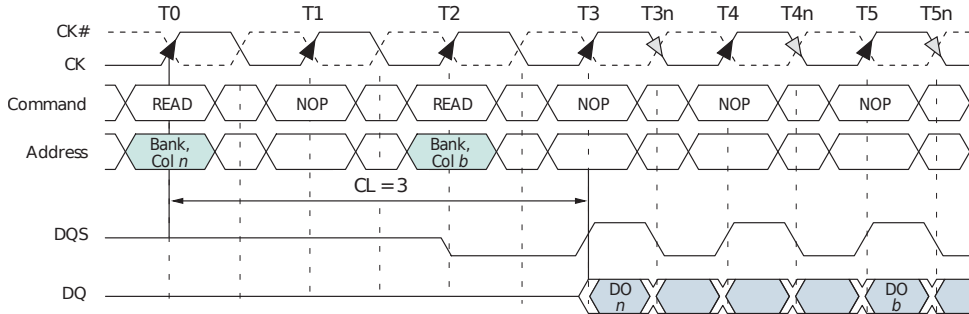 T0 T1 T2 T3 T3n T4 T4n T5 T5n
CK#
CK
Command READ NOP READ NOP NOP NOP
Address Bank, Col n Bank, Col b
CL = 3
DQS
DQ DO n DO b